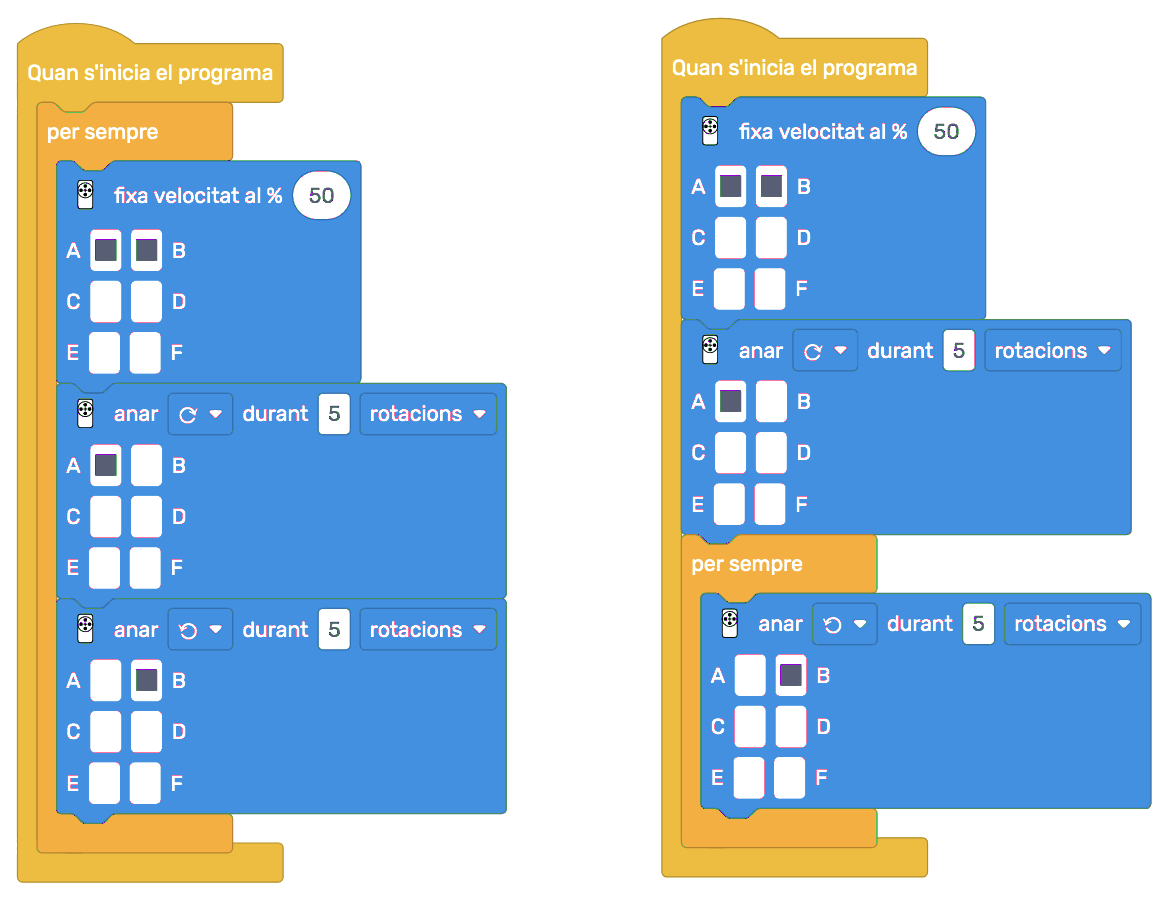 Quan s'inicia el programa
per sempre
fixa velocitat al % 50
A B
C D
E F
anar durant 5 rotacions
A B
C D
E F
anar durant 5 rotacions
A B
C D
E F
Quan s'inicia el programa
fixa velocitat al % 50
A B
C D
E F
anar durant 5 rotacions
A B
C D
E F
per sempre
anar durant 5 rotacions
A B
C D
E F